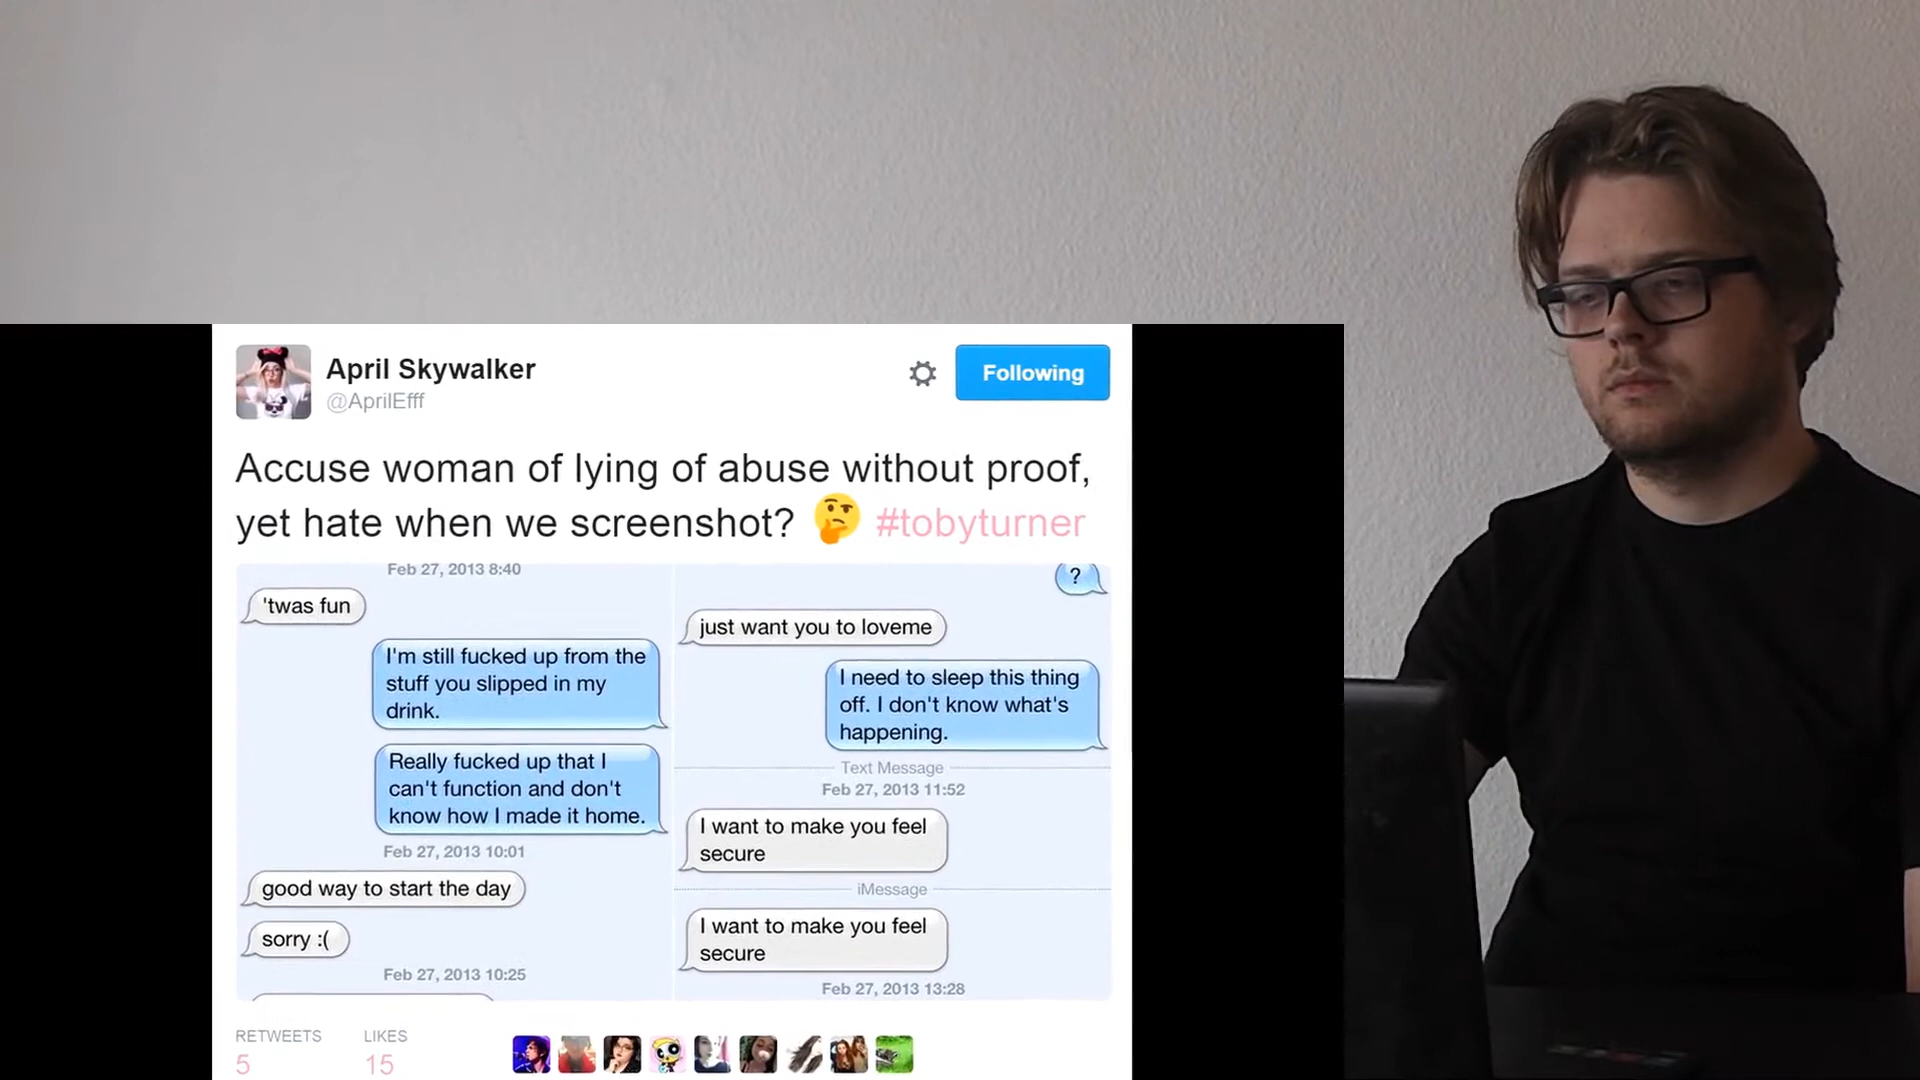 April Skywalker
@AprilEfff
Following
Accuse woman of lying of abuse without proof,
yet hate when we screenshot? 🤔 #tobyturner
Feb 27, 2013 8:40
'twas fun
I'm still fucked up from the
stuff you slipped in my
drink.
Really fucked up that I
can't function and don't
know how I made it home.
Feb 27, 2013 10:01
good way to start the day
sorry :(
Feb 27, 2013 10:25
?
just want you to loveme
I need to sleep this thing
off. I don't know what's
happening.
Text Message
Feb 27, 2013 11:52
I want to make you feel
secure
iMessage
I want to make you feel
secure
Feb 27, 2013 13:28
RETWEETS
5
LIKES
15